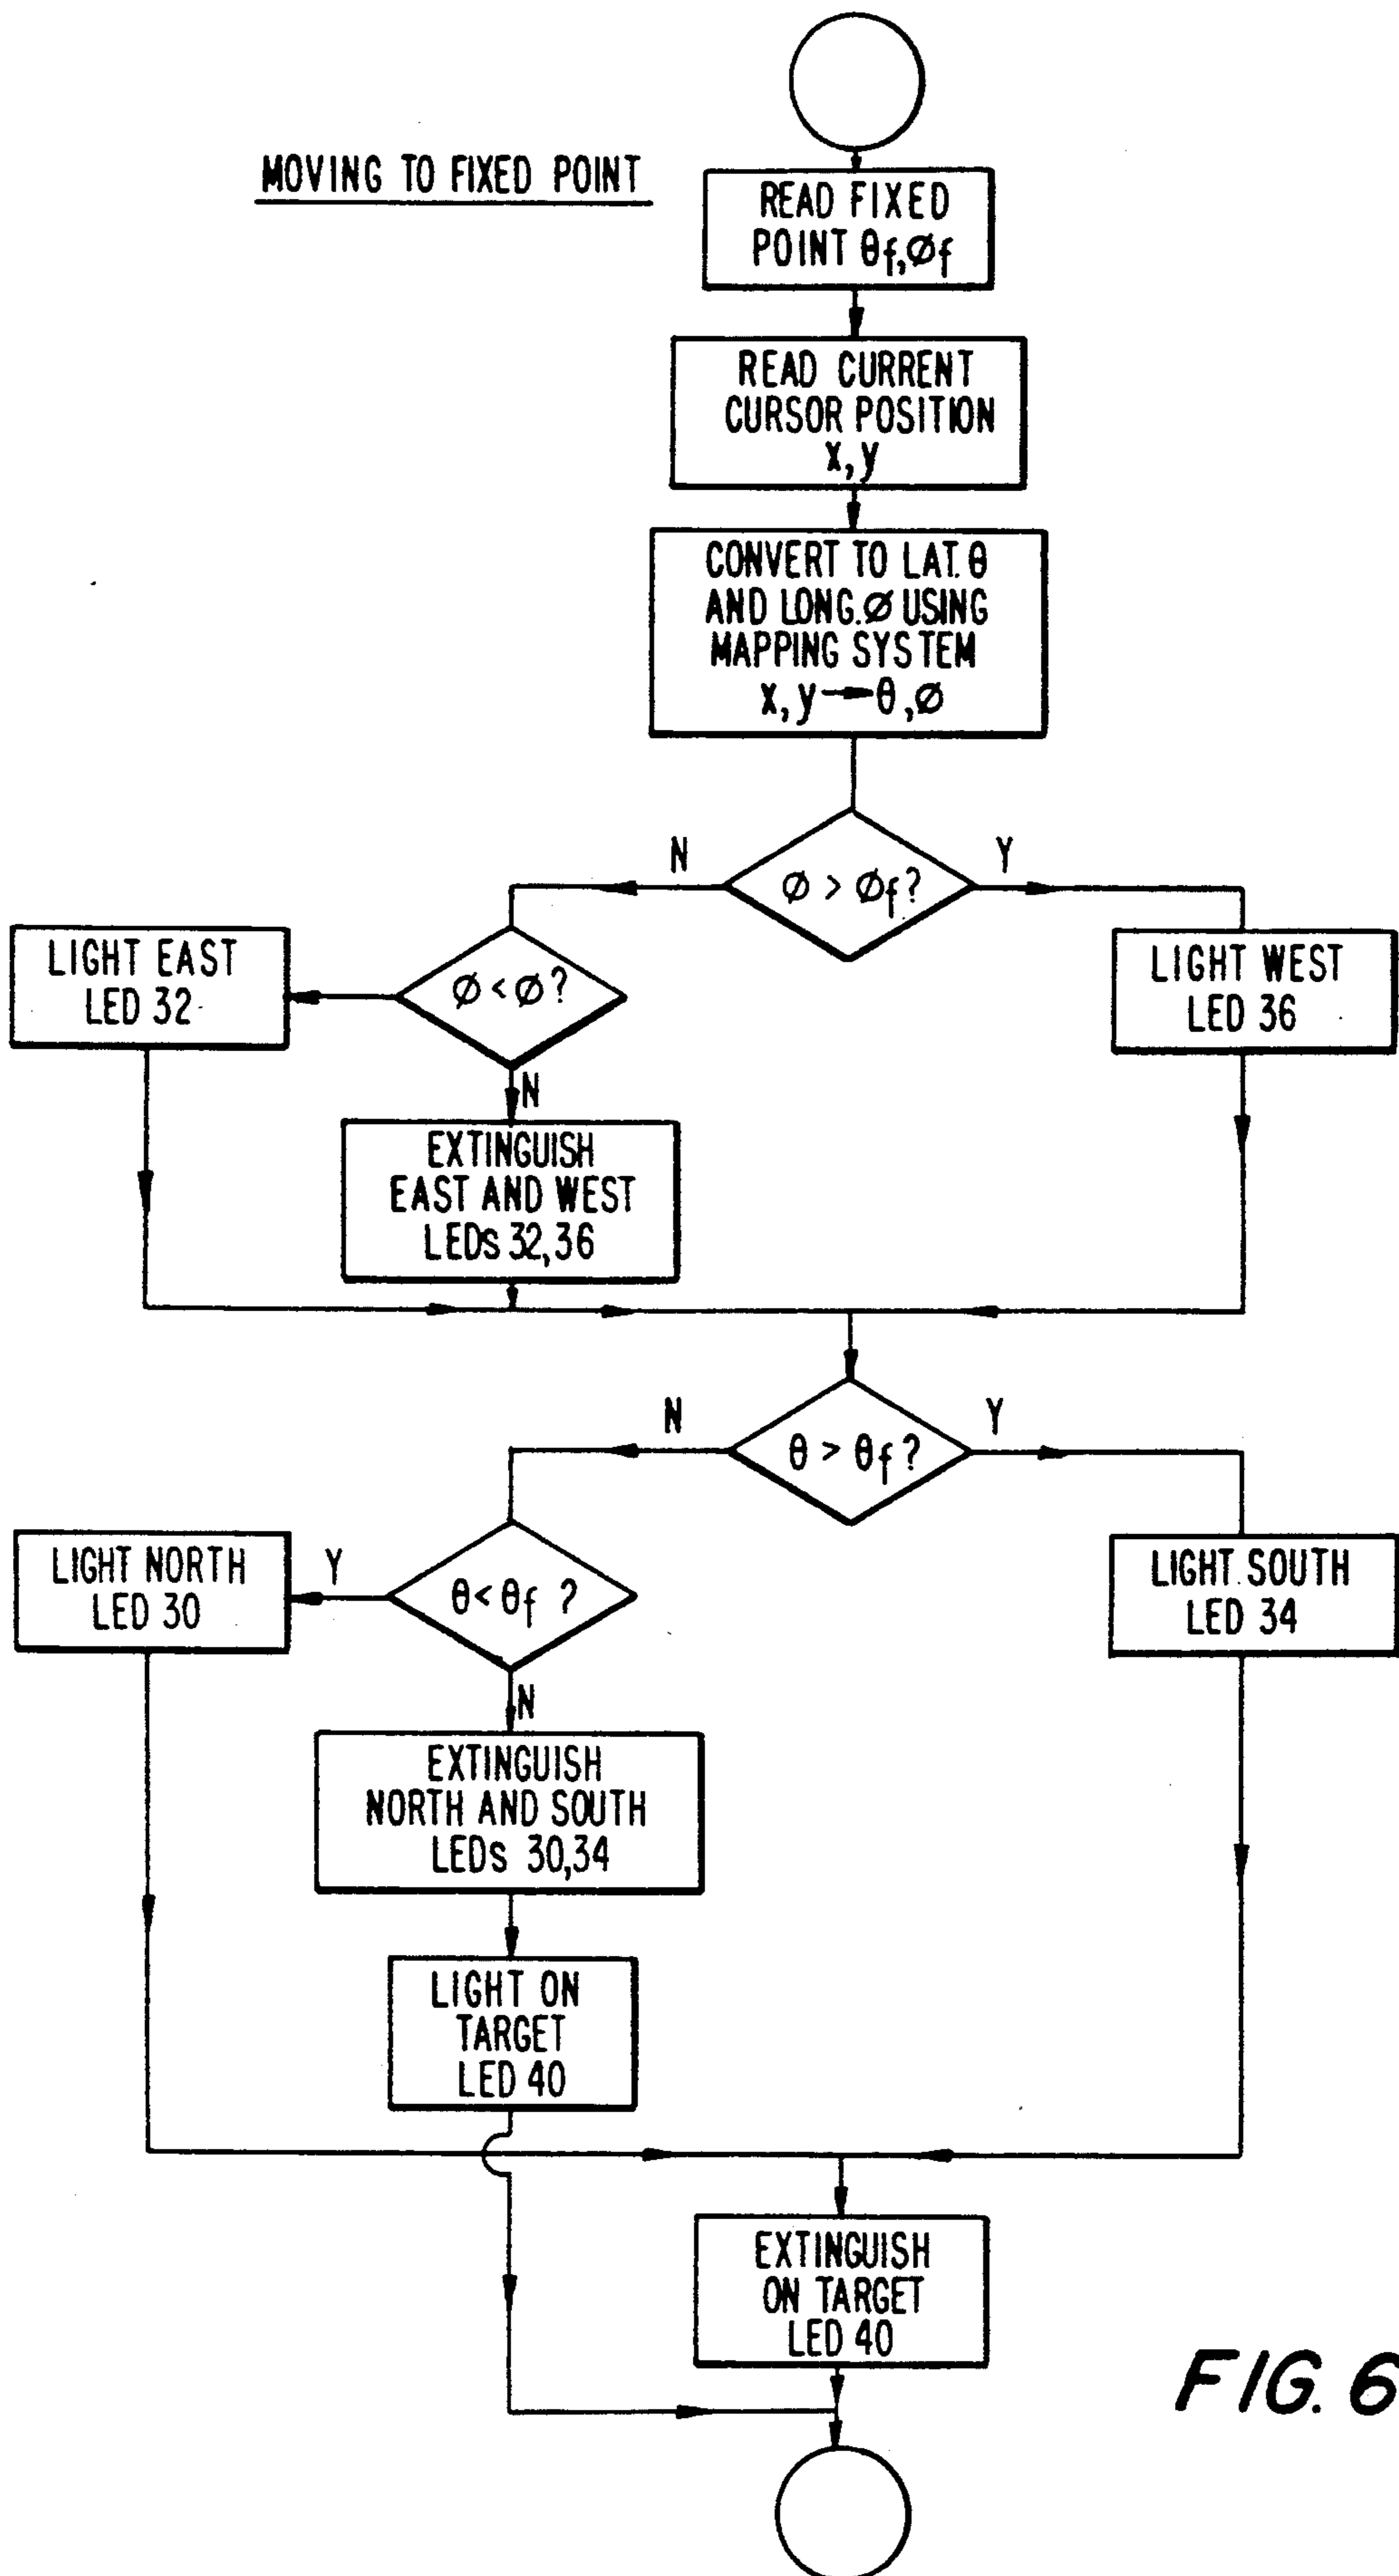 MOVING TO FIXED POINT
READ FIXED
POINT θf,Øf
READ CURRENT
CURSOR POSITION
x, y
CONVERT TO LAT. θ
AND LONG. Ø USING
MAPPING SYSTEM
x, y → θ, Ø
N
Ø > Øf ?
Y
LIGHT EAST
LED 32
Ø < Ø ?
LIGHT WEST
LED 36
N
EXTINGUISH
EAST AND WEST
LEDs 32,36
N
θ > θf ?
Y
LIGHT NORTH
LED 30
Y
θ < θf ?
LIGHT SOUTH
LED 34
N
EXTINGUISH
NORTH AND SOUTH
LEDs 30,34
LIGHT ON
TARGET
LED 40
EXTINGUISH
ON TARGET
LED 40
FIG. 6